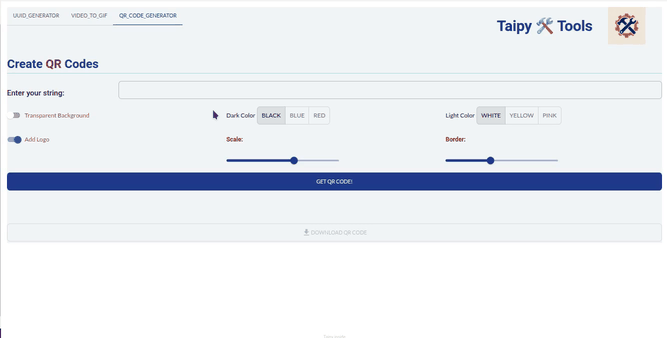 UUID_GENERATOR VIDEO_TO_GIF QR_CODE_GENERATOR
Taipy 🛠️ Tools
Create QR Codes
Enter your string:
Transparent Background Dark Color BLACK BLUE RED Light Color WHITE YELLOW PINK
Add Logo Scale: Border:
GET QR CODE!
DOWNLOAD QR CODE